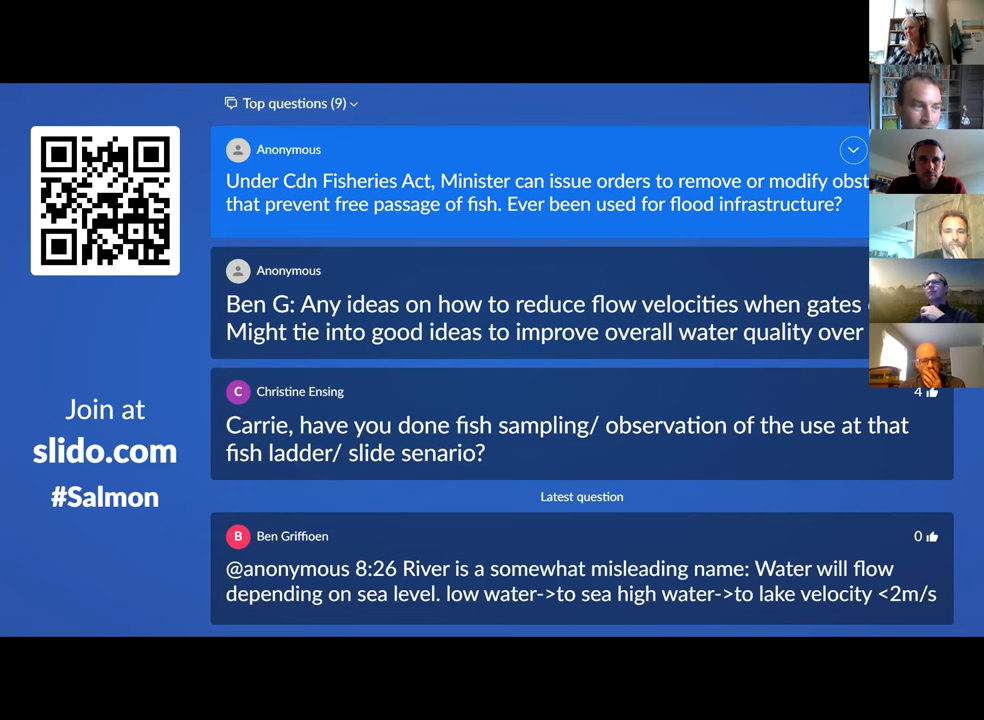 Top questions (9)
Anonymous
Under Cdn Fisheries Act, Minister can issue orders to remove or modify obst
that prevent free passage of fish. Ever been used for flood infrastructure?
Anonymous
Ben G: Any ideas on how to reduce flow velocities when gates
Might tie into good ideas to improve overall water quality over
C
Christine Ensing
4
Carrie, have you done fish sampling/ observation of the use at that
fish ladder/ slide senario?
Join at
slido.com
#Salmon
Latest question
B
Ben Griffioen
0
@anonymous 8:26 River is a somewhat misleading name: Water will flow
depending on sea level. low water->to sea high water->to lake velocity <2m/s